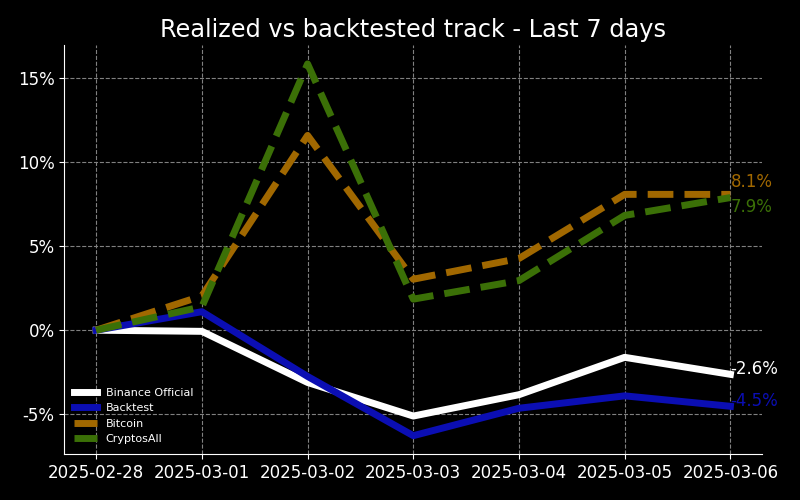 Realized vs backtested track - Last 7 days
15%
10%
5%
0%
-5%
8.1%
7.9%
-2.6%
-4.5%
Binance Official
Backtest
Bitcoin
CryptosAll
2025-02-28 2025-03-01 2025-03-02 2025-03-03 2025-03-04 2025-03-05 2025-03-06